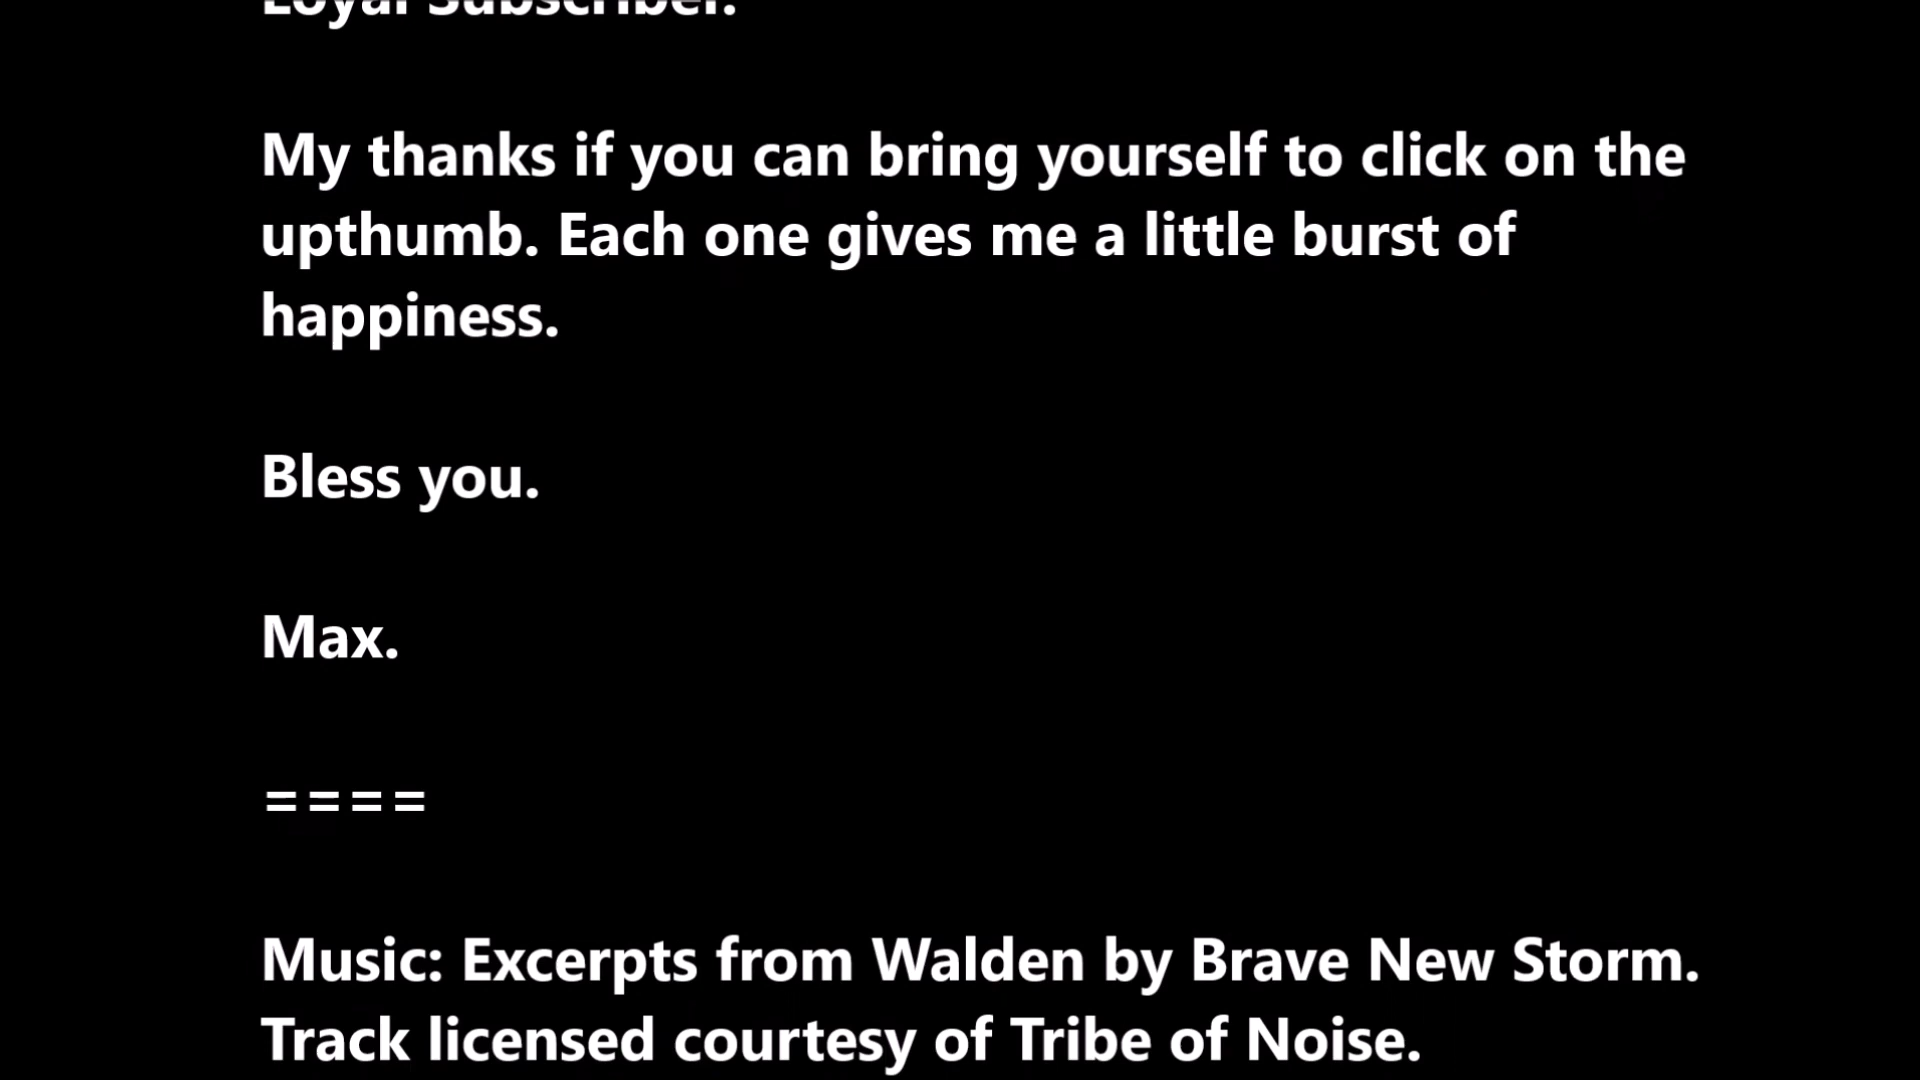 Loyal Subscriber.
My thanks if you can bring yourself to click on the
upthumb. Each one gives me a little burst of
happiness.
Bless you.
Max.
====
Music: Excerpts from Walden by Brave New Storm.
Track licensed courtesy of Tribe of Noise.